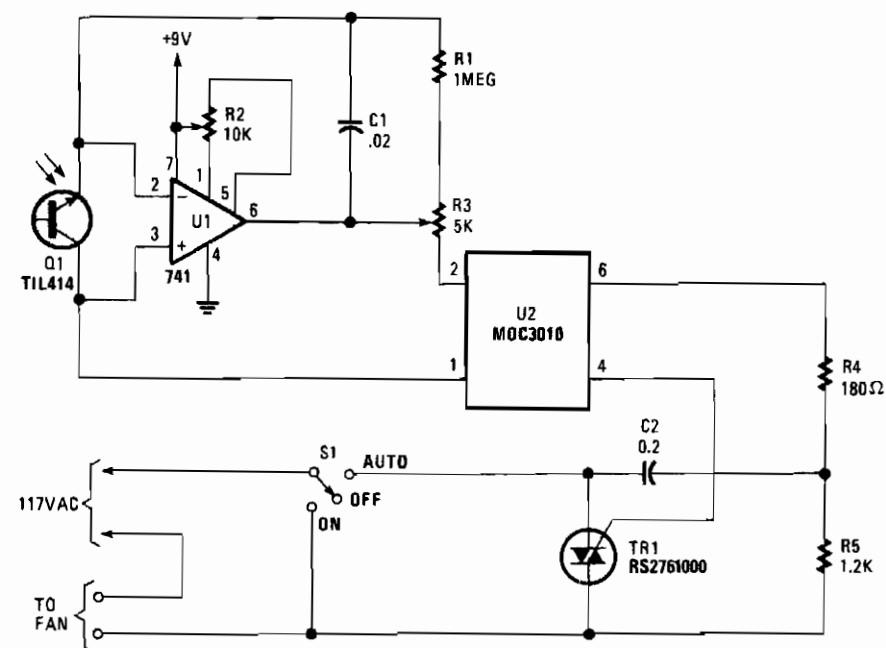 +9V
R1
1MEG
R2
10K
C1
.02
7
1
5
2
−
U1
6
3
+
4
741
R3
5K
Q1
TIL414
2
6
U2
MOC3010
1
4
R4
180Ω
C2
0.2
S1
AUTO
OFF
ON
117VAC
TR1
RS2761000
R5
1.2K
TO
FAN